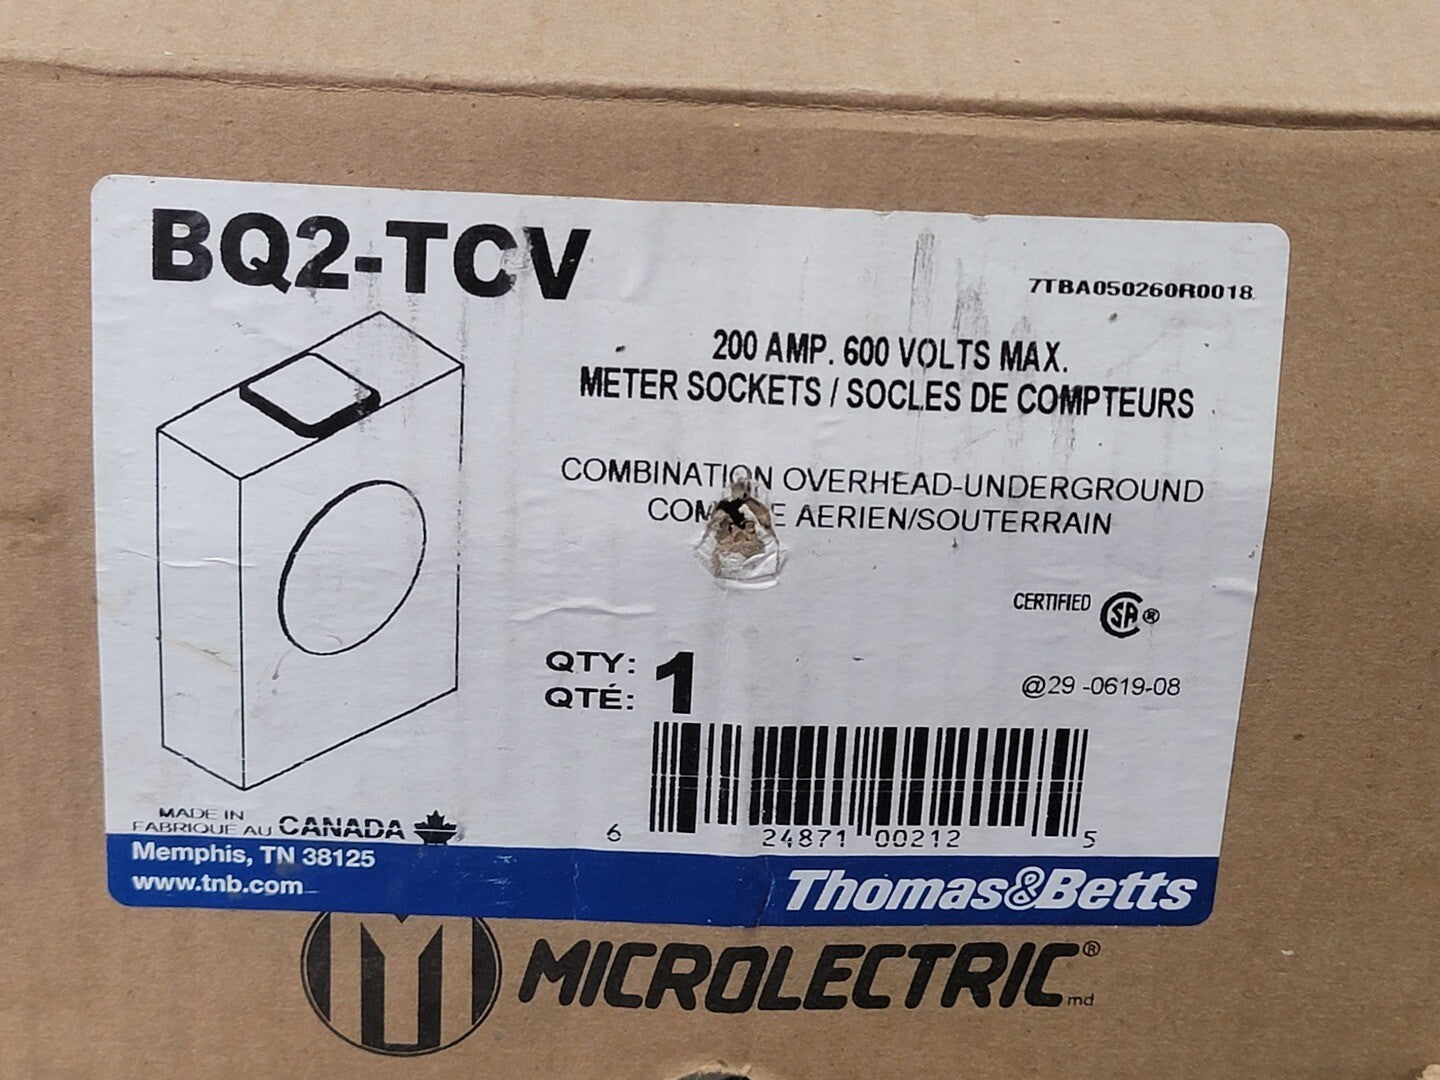 BQ2-TCV
7TBA050260R0018
200 AMP. 600 VOLTS MAX.
METER SOCKETS / SOCLES DE COMPTEURS
COMBINATION OVERHEAD-UNDERGROUND
AERIEN/SOUTERRAIN
CERTIFIED SA®
QTY: 1
QTÉ:
@29 -0619-08
6 24871 00212 5
MADE IN
FABRIQUE AU CANADA
Memphis, TN 38125
www.tnb.com
Thomas&Betts
M MICROLECTRIC®
md